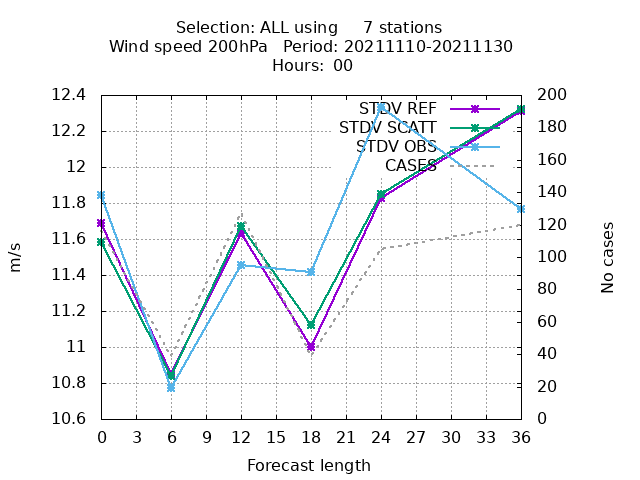 Selection: ALL using     7 stations
Wind speed 200hPa   Period: 20211110-20211130
Hours:  00
12.4
12.2
12
11.8
11.6
11.4
11.2
11
10.8
10.6
m/s
STDV REF
STDV SCATT
STDV OBS
CASES
200
180
160
140
120
100
80
60
40
20
0
No cases
0 3 6 9 12 15 18 21 24 27 30 33 36
Forecast length